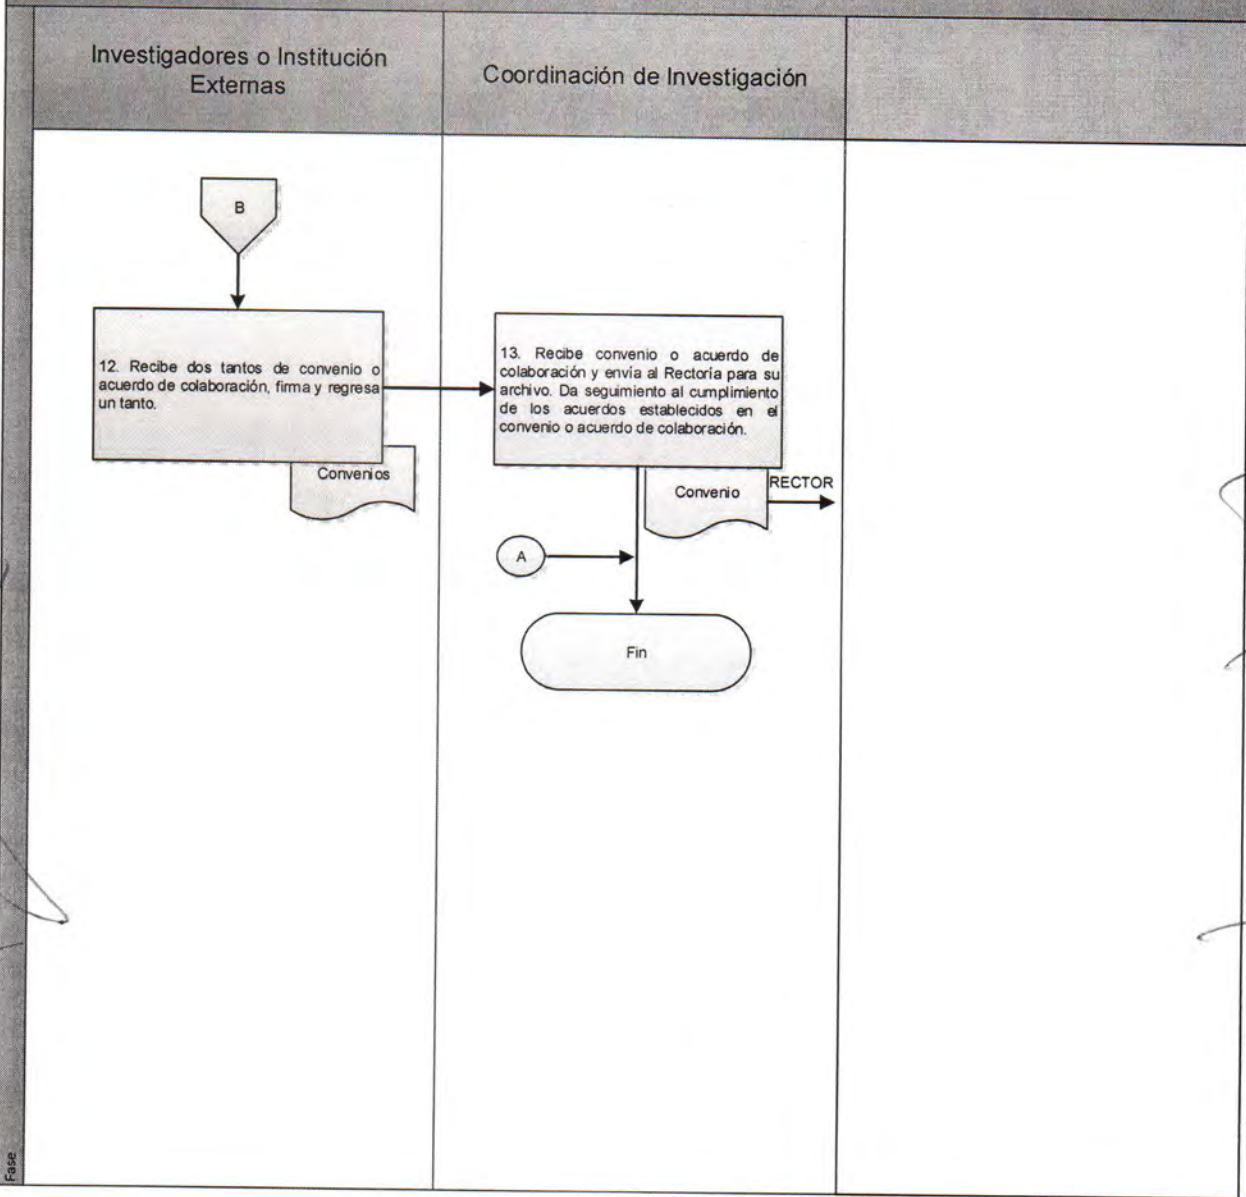 Investigadores o Institución
Externas
Coordinación de Investigación
B
12. Recibe dos tantos de convenio o
acuerdo de colaboración, firma y regresa
un tanto.
Convenios
13. Recibe convenio o acuerdo de
colaboración y envía al Rectoría para su
archivo. Da seguimiento al cumplimiento
de los acuerdos establecidos en el
convenio o acuerdo de colaboración.
Convenio
RECTOR
A
Fin
Fase